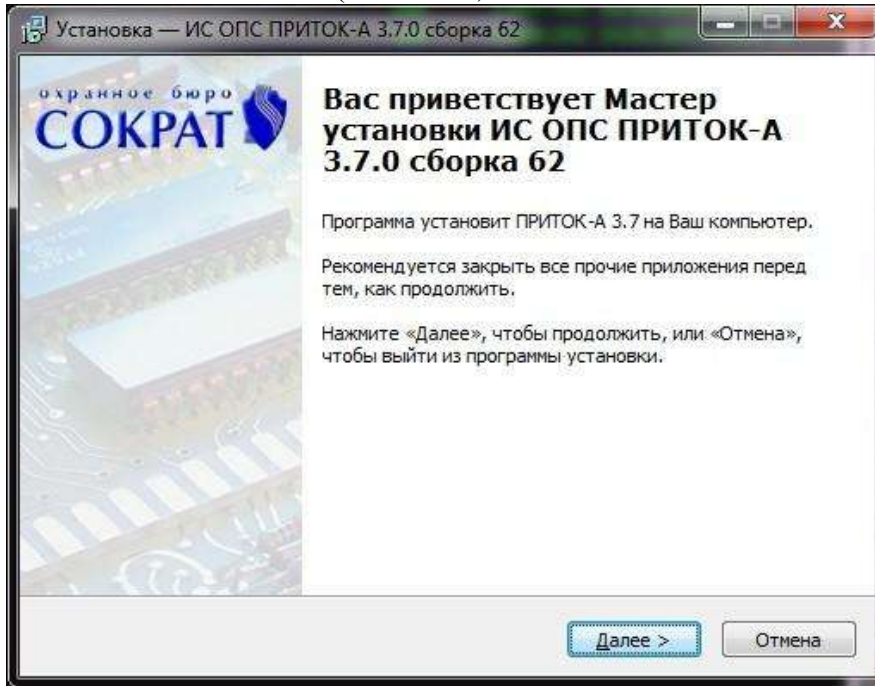 Установка — ИС ОПС ПРИТОК-А 3.7.0 сборка 62
охранное бюро
СОКРАТ
Вас приветствует Мастер
установки ИС ОПС ПРИТОК-А
3.7.0 сборка 62
Программа установит ПРИТОК-А 3.7 на Ваш компьютер.
Рекомендуется закрыть все прочие приложения перед
тем, как продолжить.
Нажмите «Далее», чтобы продолжить, или «Отмена»,
чтобы выйти из программы установки.
Далее >
Отмена